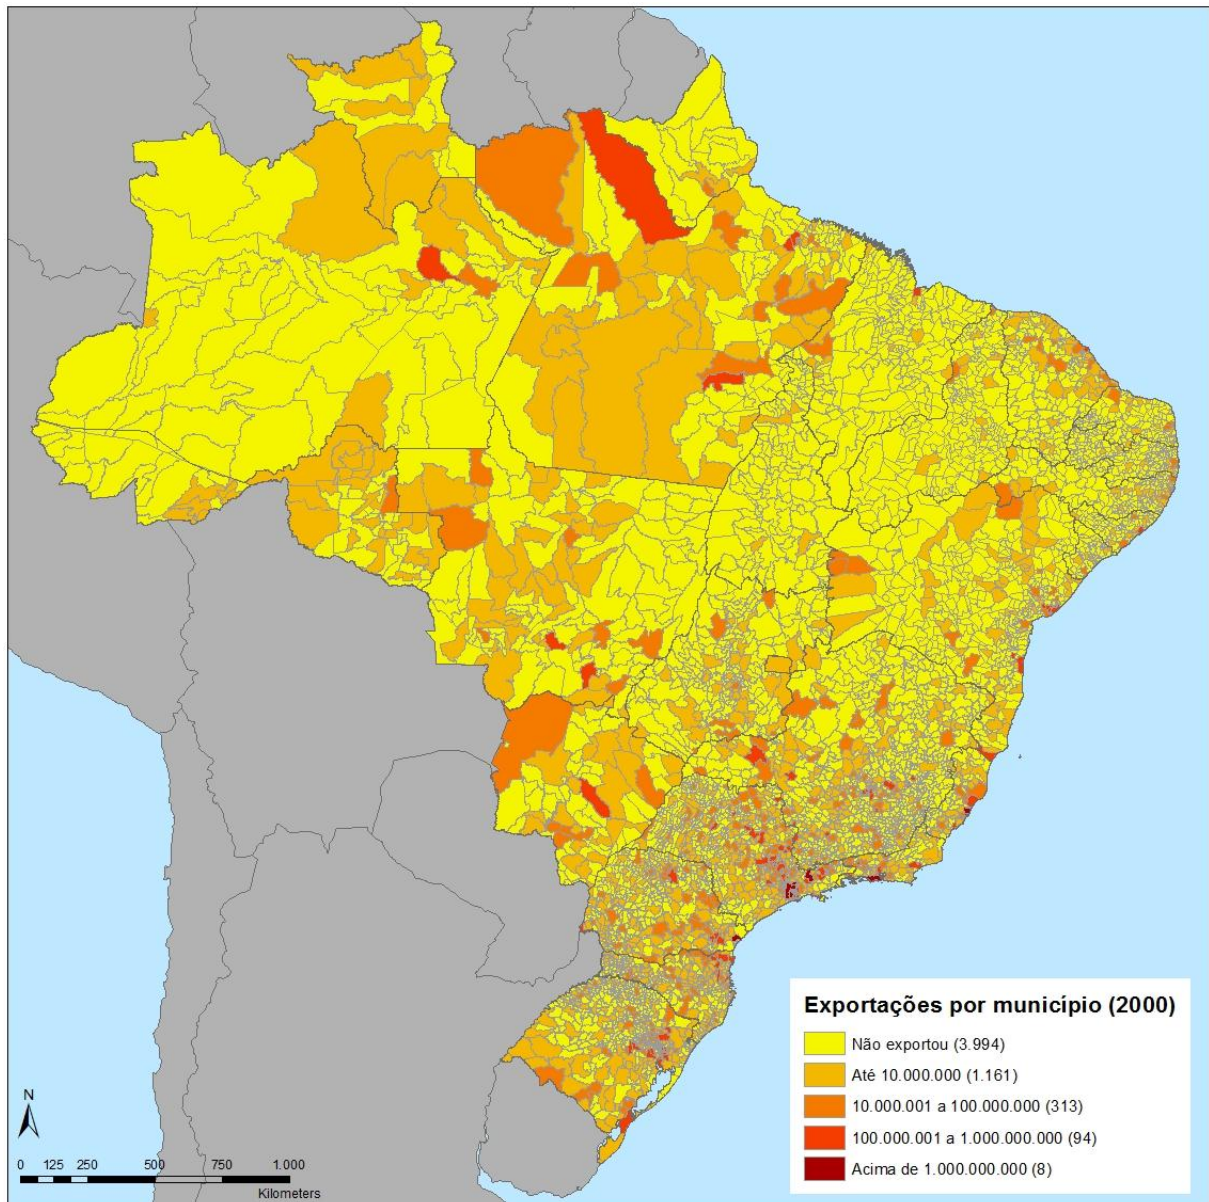 Exportações por município (2000)
Não exportou (3.994)
Até 10.000.000 (1.161)
10.000.001 a 100.000.000 (313)
100.000.001 a 1.000.000.000 (94)
Acima de 1.000.000.000 (8)
N
0 125 250 500 750 1.000
Kilometers